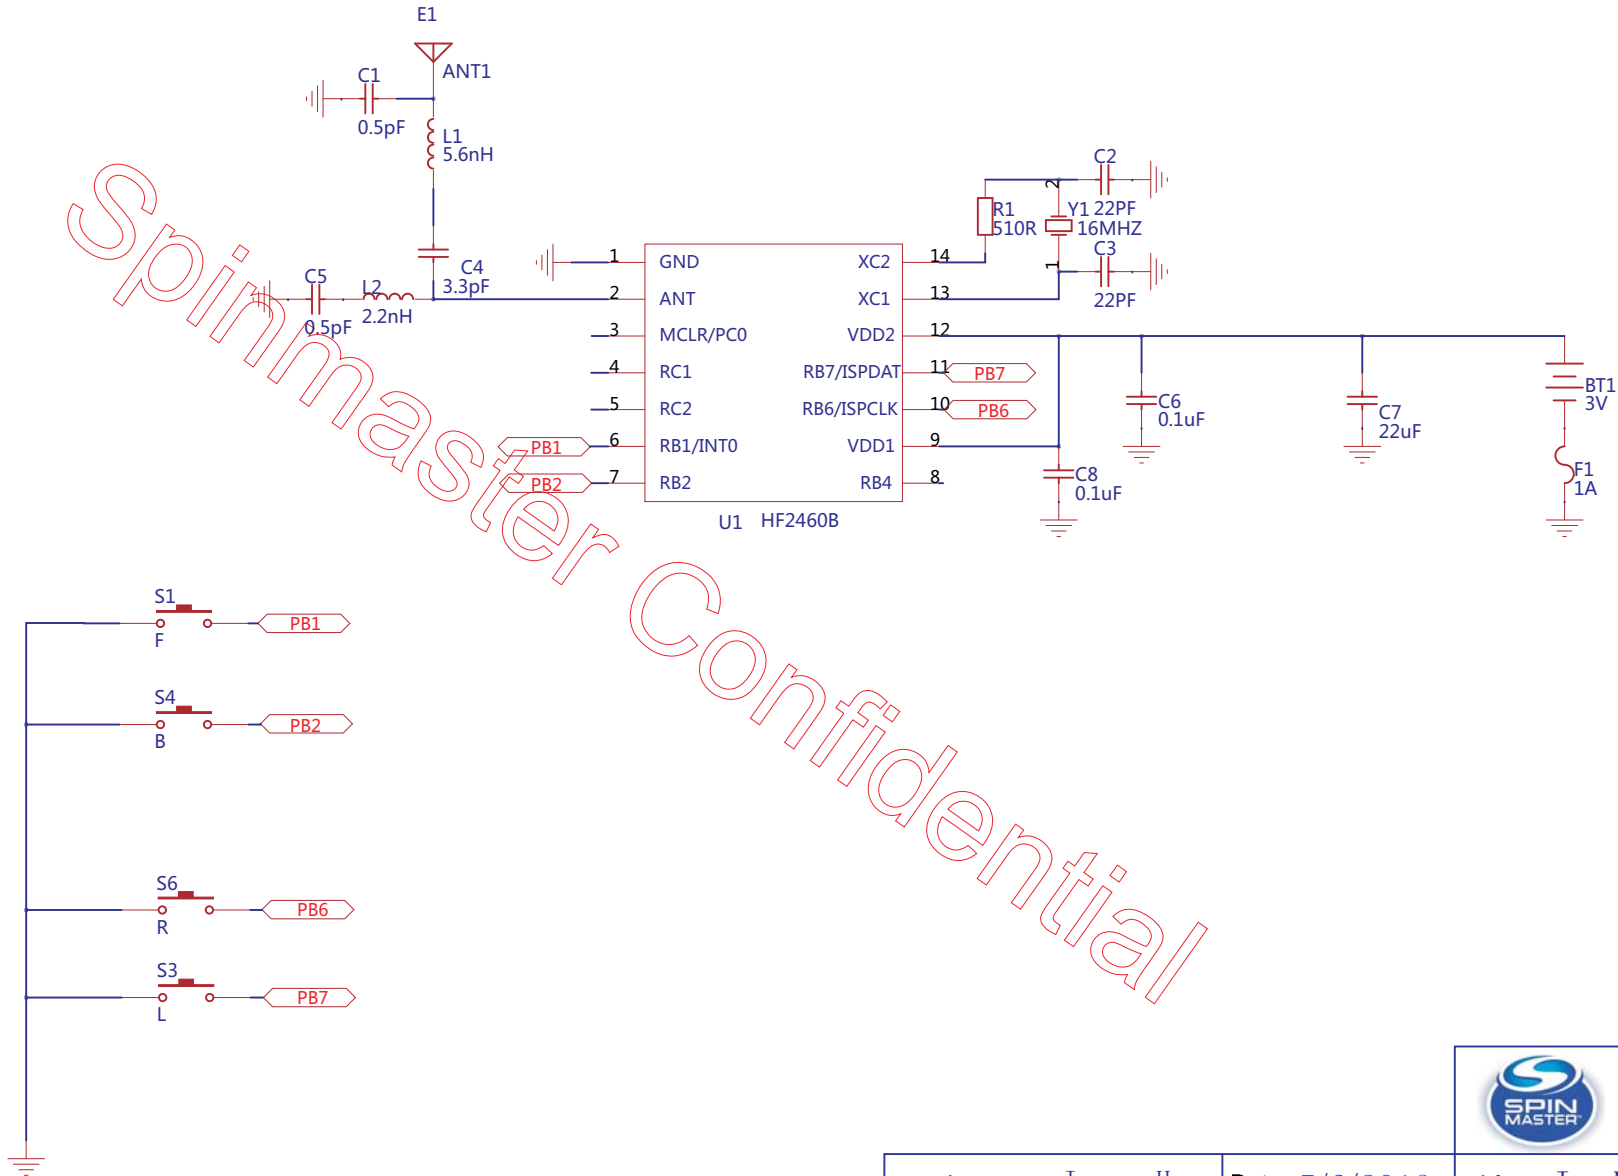 E1
ANT1
C1
0.5pF
L1
5.6nH
C4
3.3pF
C5
0.5pF
L2
2.2nH
1
GND
2
ANT
3
MCLR/PC0
4
RC1
5
RC2
PB1
6
RB1/INT0
PB2
7
RB2
XC2
14
XC1
13
VDD2
12
RB7/ISPDAT
11
PB7
RB6/ISPCLK
10
PB6
VDD1
9
RB4
8
U1 HF2460B
R1
510R
2
Y1
16MHZ
1
C2
22PF
C3
22PF
C6
0.1uF
C7
22uF
C8
0.1uF
BT1
3V
F1
1A
S1
F
PB1
S4
B
PB2
S6
R
PB6
S3
L
PB7
Spinmaster Confidential
SPIN
MASTER